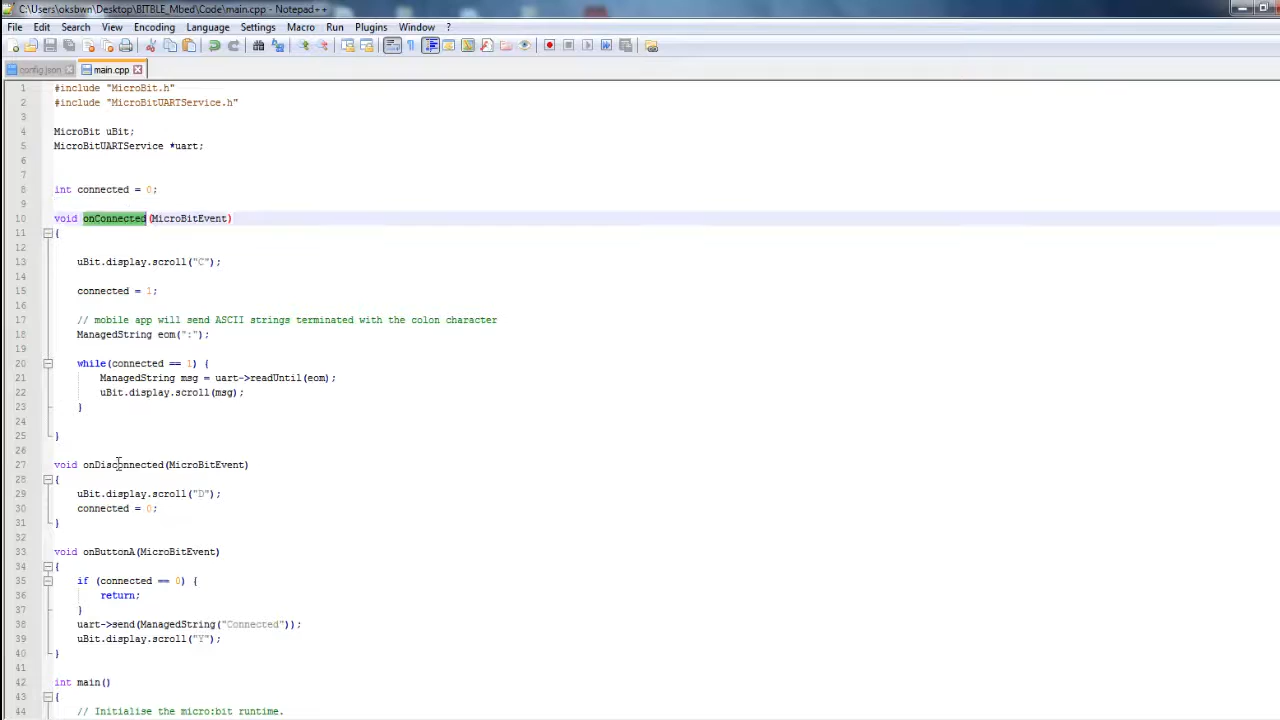 C:\Users\oksbwn\Desktop\BITBLE_Mbed\Code\main.cpp - Notepad++
File Edit Search View Encoding Language Settings Macro Run Plugins Window ?
config.json main.cpp
1 #include "MicroBit.h"
2 #include "MicroBitUARTService.h"
3
4 MicroBit uBit;
5 MicroBitUARTService *uart;
6
7
8 int connected = 0;
9
10 void onConnected(MicroBitEvent)
11 {
12
13 uBit.display.scroll("C");
14
15 connected = 1;
16
17 // mobile app will send ASCII strings terminated with the colon character
18 ManagedString eom(":");
19
20 while(connected == 1) {
21 ManagedString msg = uart->readUntil(eom);
22 uBit.display.scroll(msg);
23 }
24
25 }
26
27 void onDisconnected(MicroBitEvent)
28 {
29 uBit.display.scroll("D");
30 connected = 0;
31 }
32
33 void onButtonA(MicroBitEvent)
34 {
35 if (connected == 0) {
36 return;
37 }
38 uart->send(ManagedString("Connected"));
39 uBit.display.scroll("Y");
40 }
41
42 int main()
43 {
44 // Initialise the micro:bit runtime.